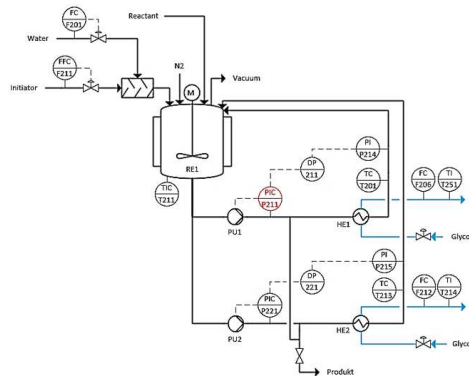 Reactant
FC
F201
Water
N2
Vacuum
FFC
F211
Initiator
M
RE1
TIC
T211
PI
P214
DP
211
TC
T201
FC
F206
TI
T251
PIC
P211
PU1
HE1
Glyco
PI
P215
DP
221
TC
T213
FC
F212
TI
T214
PIC
P221
PU2
HE2
Glyco
Produkt